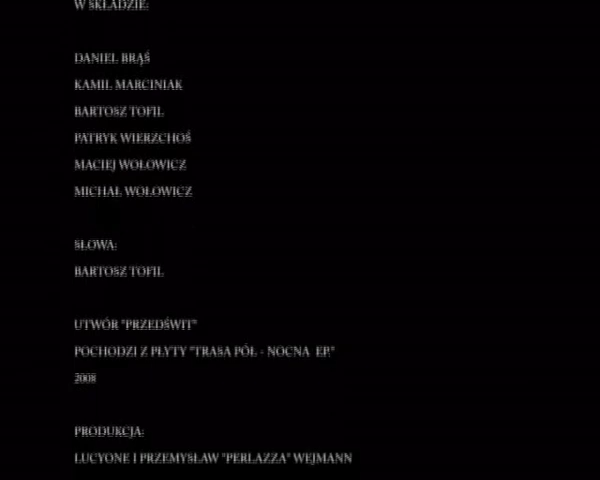 W SKŁADZIE:
DANIEL BRĄŚ
KAMIL MARCINIAK
BARTOSZ TOFIL
PATRYK WIERZCHOŚ
MACIEJ WOŁOWICZ
MICHAŁ WOŁOWICZ
SŁOWA:
BARTOSZ TOFIL
UTWÓR "PRZEDŚWIT"
POCHODZI Z PŁYTY "TRASA PÓŁ - NOCNA EP."
2008
PRODUKCJA:
LUCYONE I PRZEMYSŁAW "PERLAZZA" WEJMANN